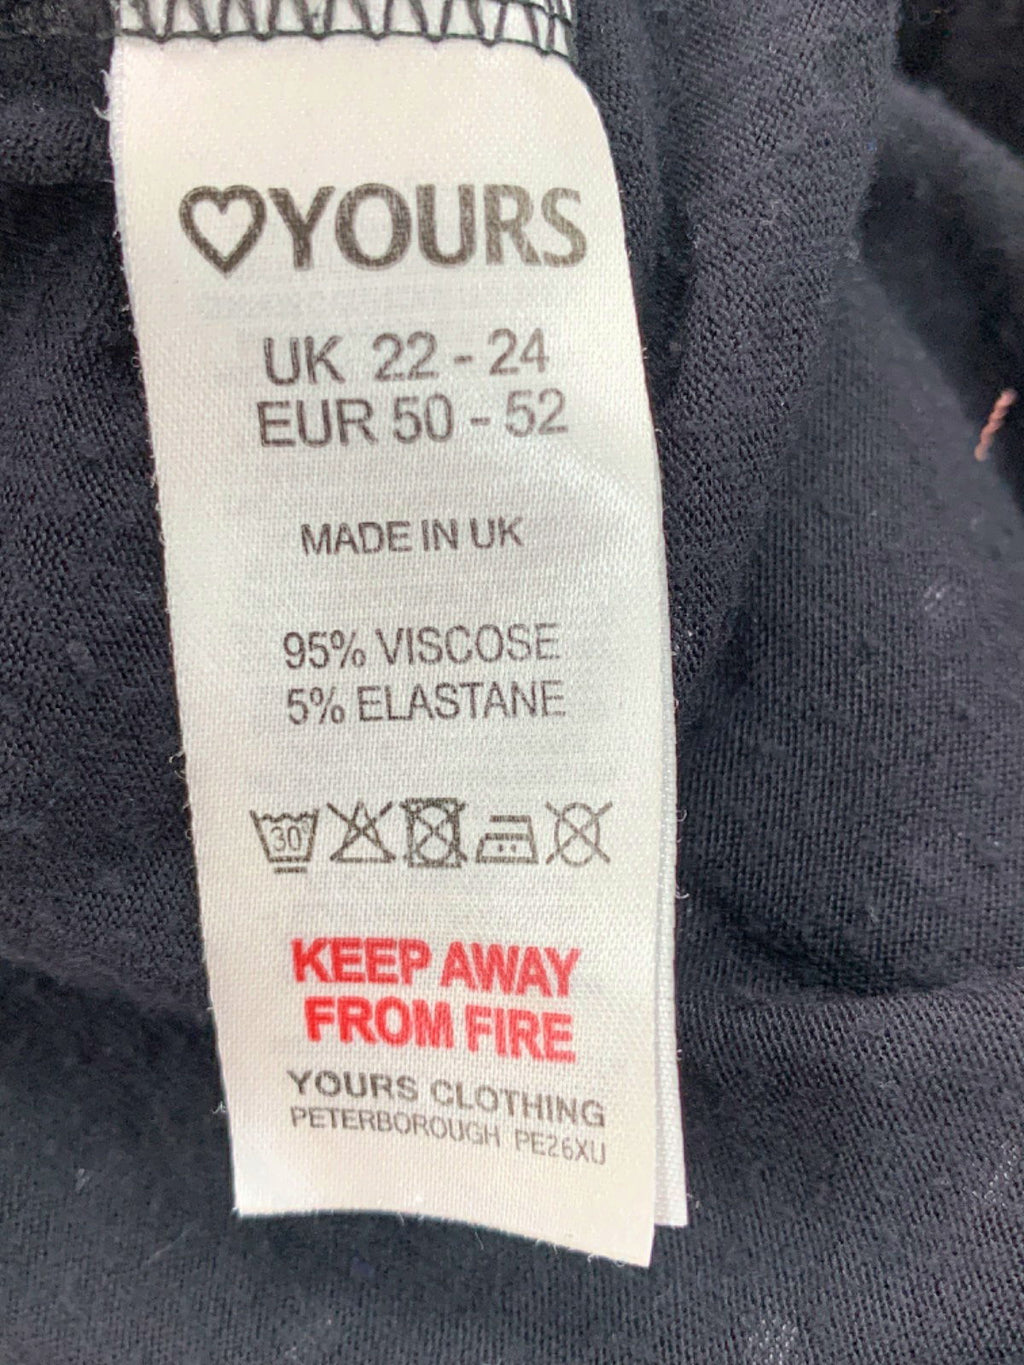 YOURS
UK 22 - 24
EUR 50 - 52
MADE IN UK
95% VISCOSE
5% ELASTANE
30°
KEEP AWAY
FROM FIRE
YOURS CLOTHING
PETERBOROUGH PE26XU